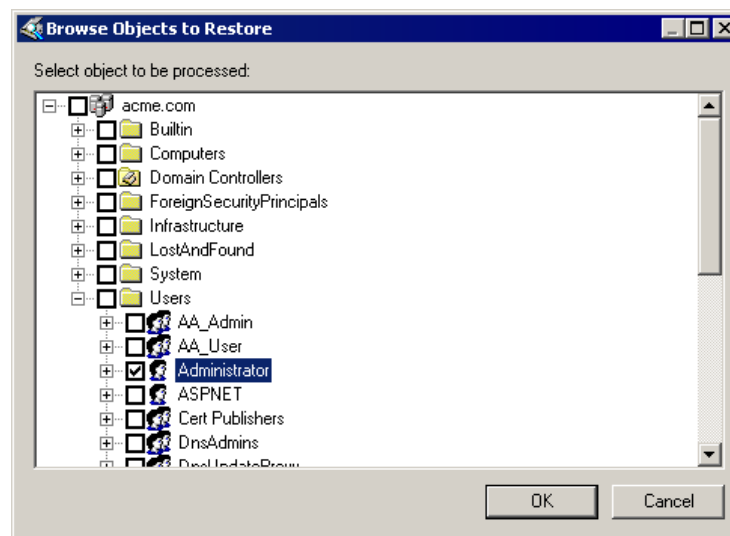 Browse Objects to Restore
Select object to be processed:
acme.com
Builtin
Computers
Domain Controllers
ForeignSecurityPrincipals
Infrastructure
LostAndFound
System
Users
AA_Admin
AA_User
Administrator
ASPNET
Cert Publishers
DnsAdmins
DnsUpdateProxy
OK Cancel